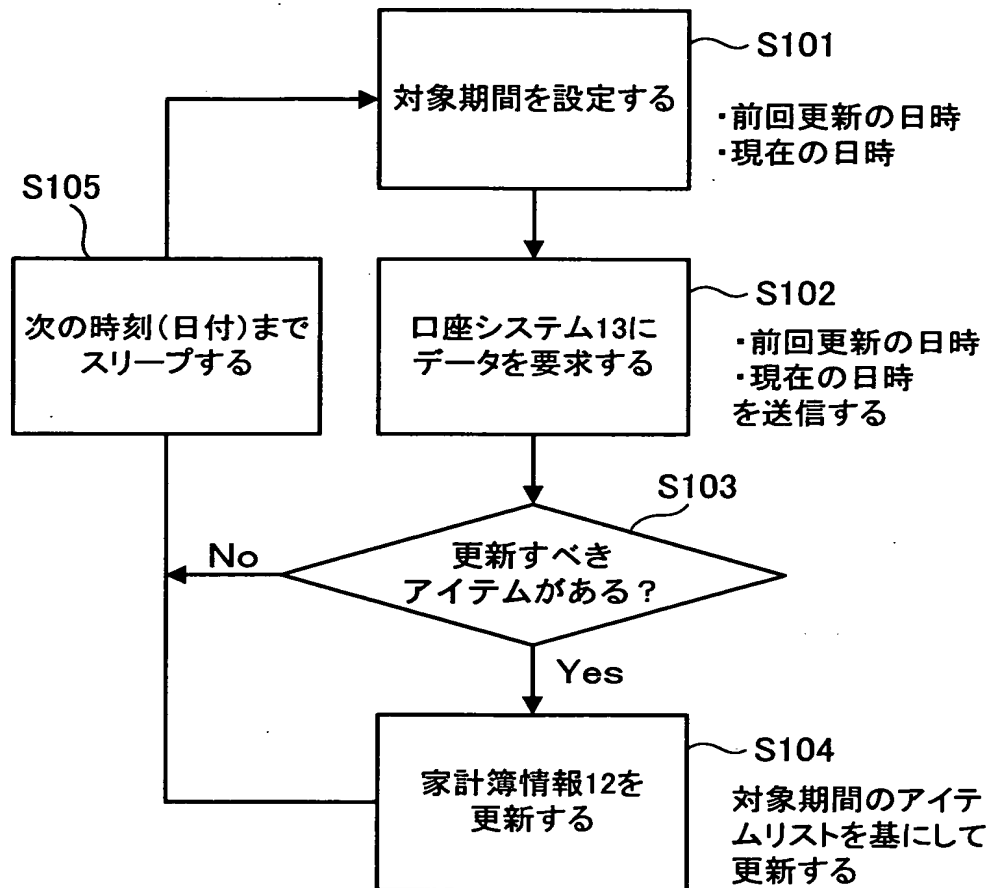 対象期間を設定する
S101
・前回更新の日時
・現在の日時
S105
次の時刻(日付)まで
スリープする
口座システム13に
データを要求する
S102
・前回更新の日時
・現在の日時
を送信する
S103
更新すべき
アイテムがある?
No
Yes
家計簿情報12を
更新する
S104
対象期間のアイテ
ムリストを基にして
更新する